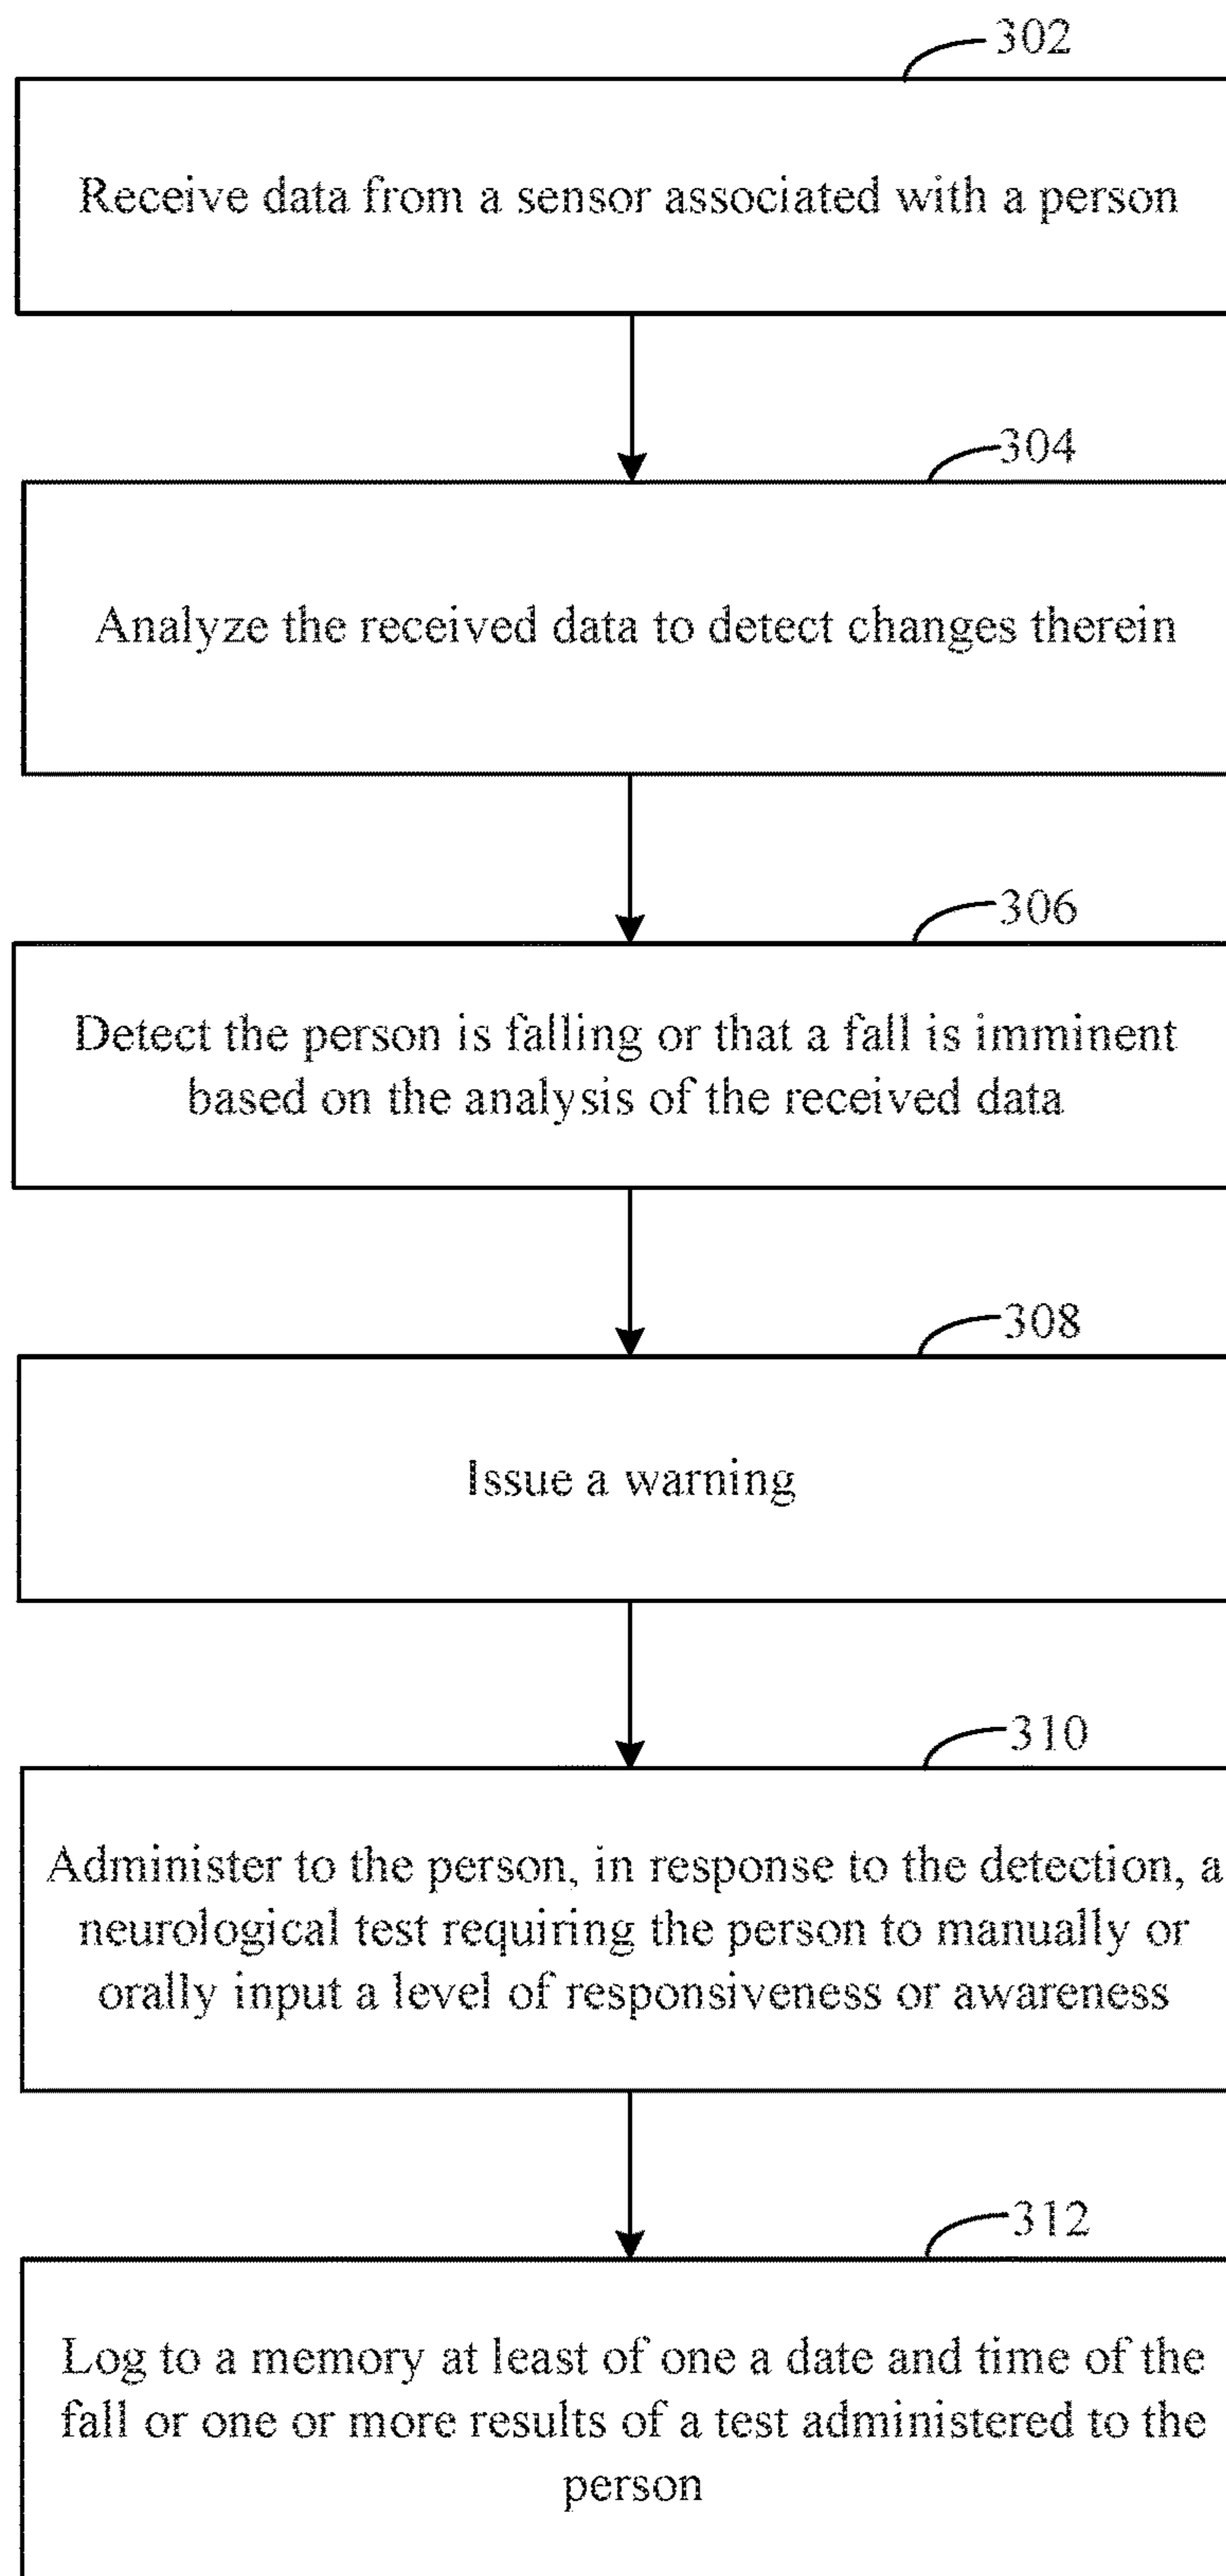 302
Receive data from a sensor associated with a person
304
Analyze the received data to detect changes therein
306
Detect the person is falling or that a fall is imminent
based on the analysis of the received data
308
Issue a warning
310
Administer to the person, in response to the detection, a
neurological test requiring the person to manually or
orally input a level of responsiveness or awareness
312
Log to a memory at least of one a date and time of the
fall or one or more results of a test administered to the
person